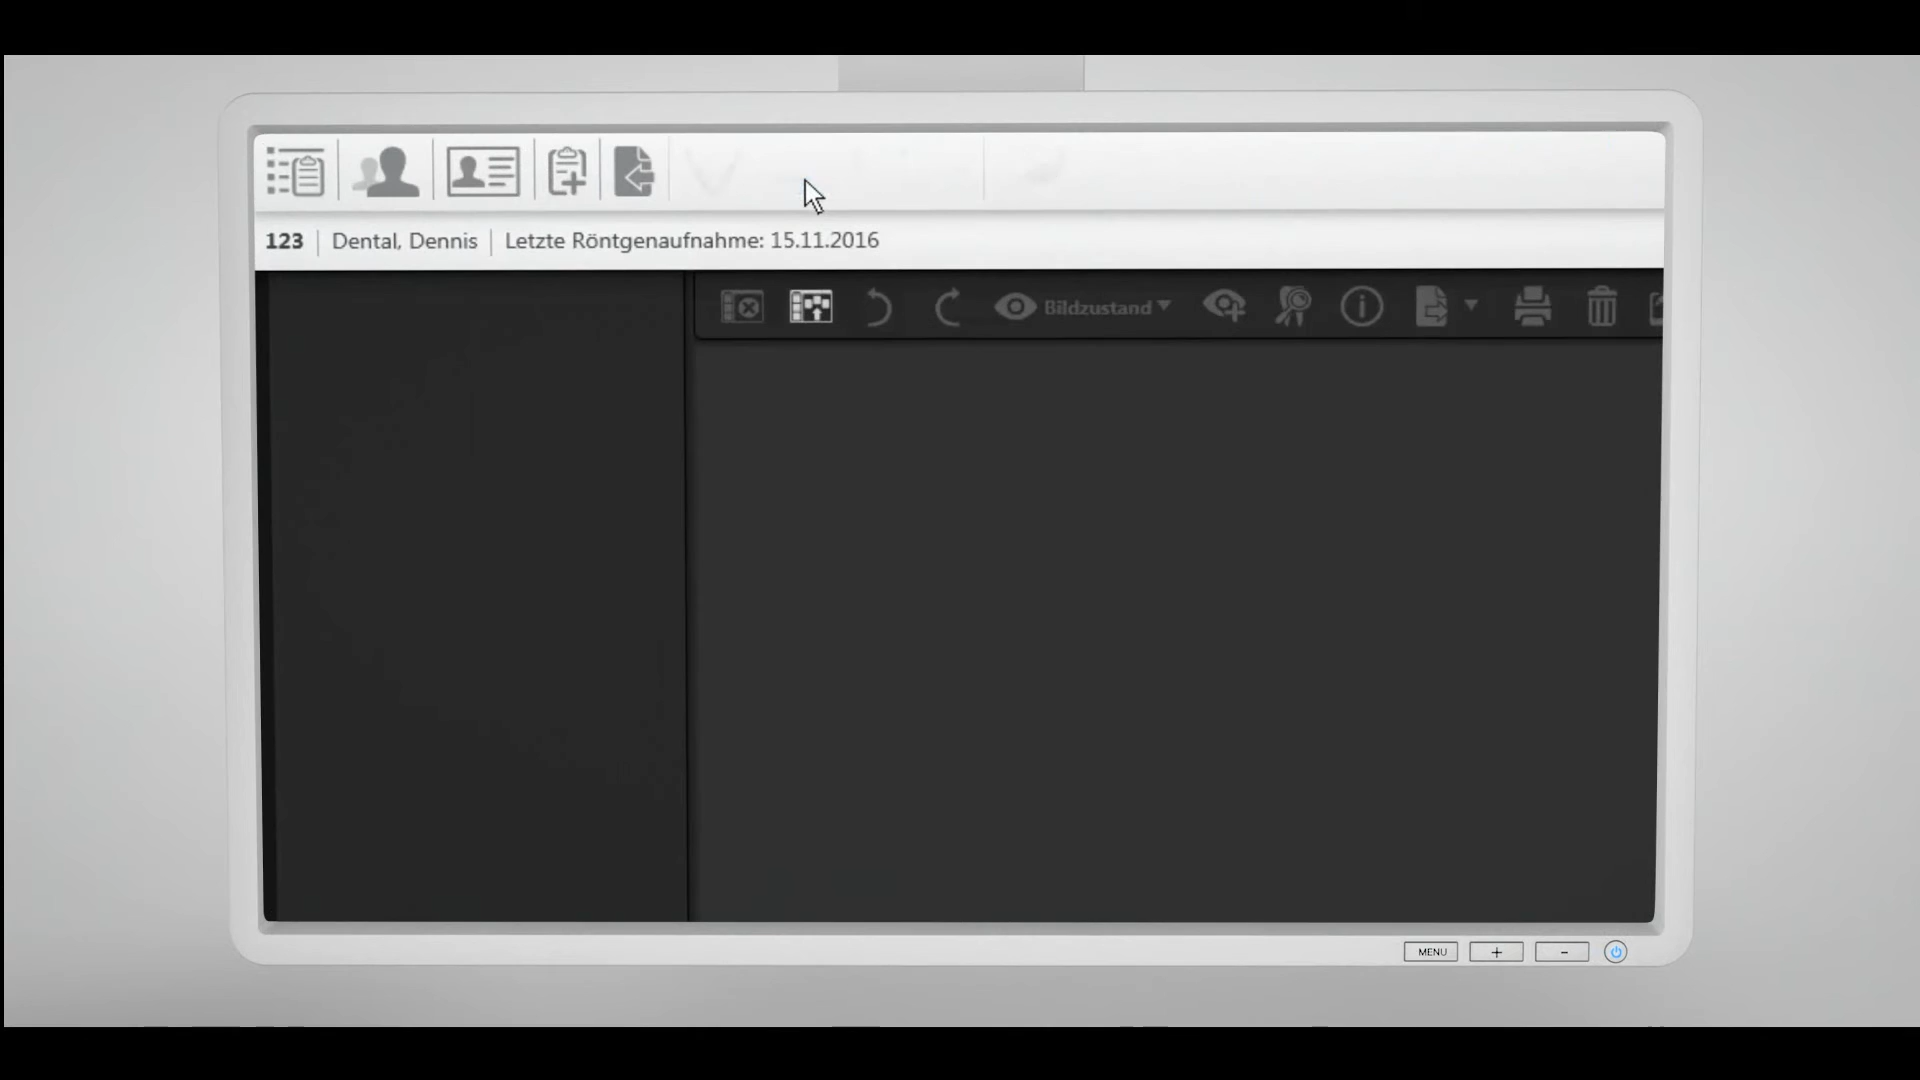 123 | Dental, Dennis | Letzte Röntgenaufnahme: 15.11.2016
Bildzustand
MENU + -